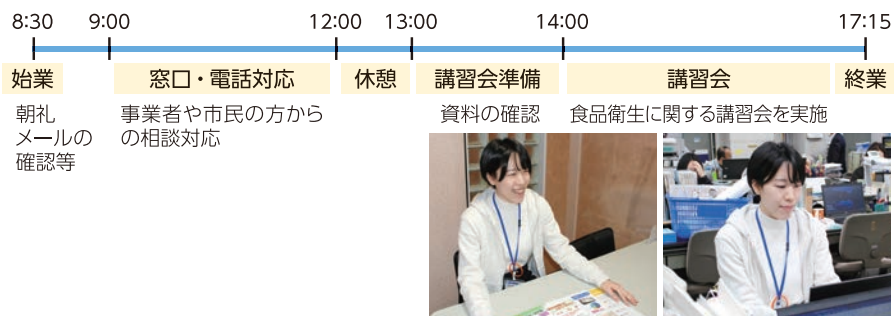 8:30 9:00 12:00 13:00 14:00 17:15
始業 窓口・電話対応 休憩 講習会準備 講習会 終業
朝礼
メールの
確認等
事業者や市民の方から
の相談対応
資料の確認
食品衛生に関する講習会を実施